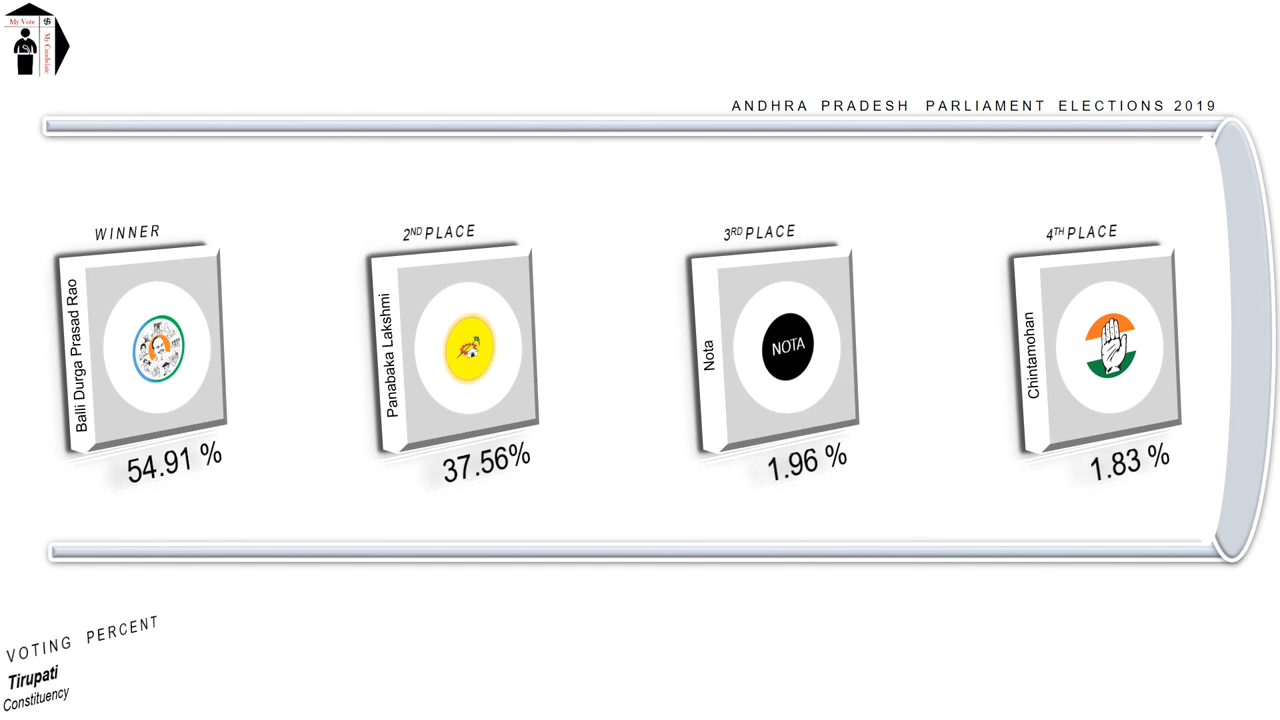 My Vote
My Candidate
ANDHRA PRADESH PARLIAMENT ELECTIONS 2019
WINNER
2ND PLACE
3RD PLACE
4TH PLACE
Balli Durga Prasad Rao
Panabaka Lakshmi
Nota
NOTA
Chintamohan
54.91 %
37.56%
1.96 %
1.83 %
VOTING PERCENT
Tirupati
Constituency